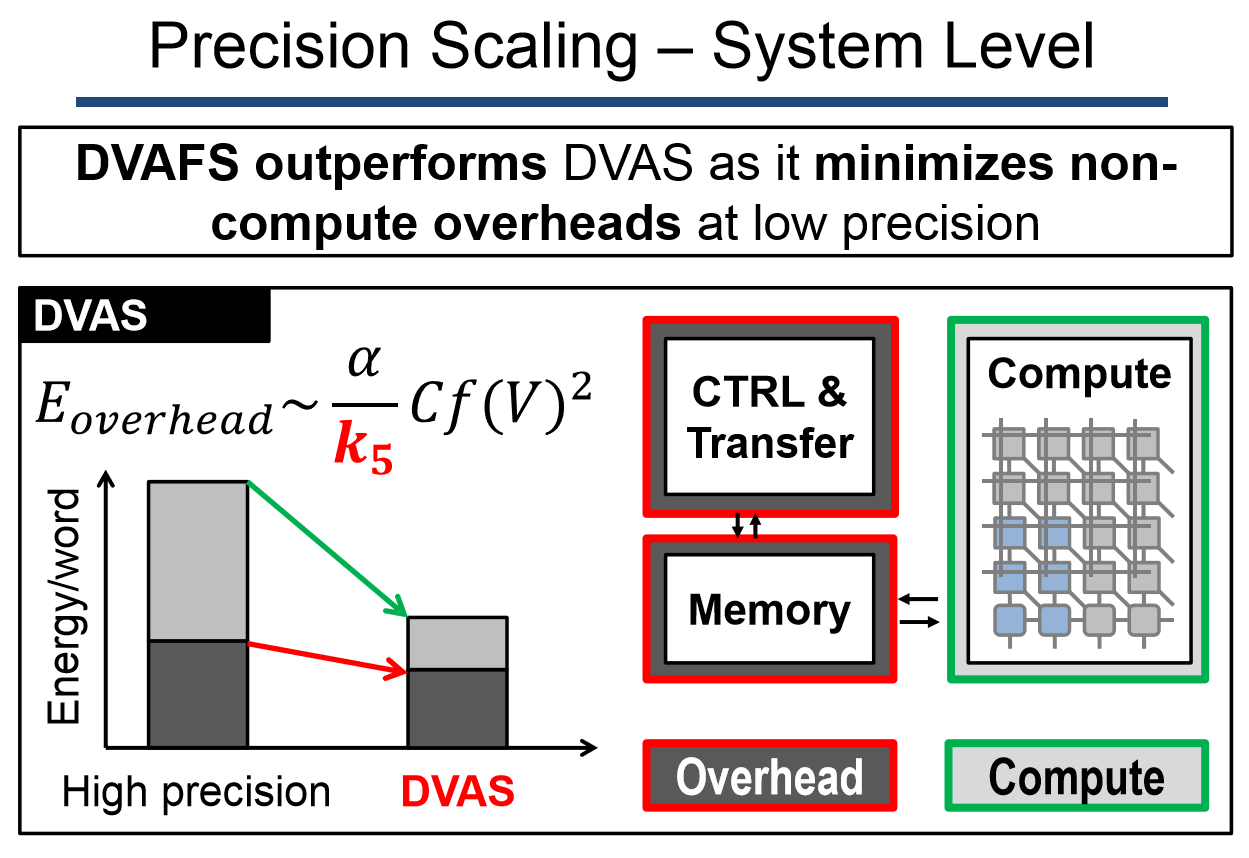 Precision Scaling – System Level
DVAFS outperforms DVAS as it minimizes non-
compute overheads at low precision
DVAS
E_overhead ~ α/k₅ Cf(V)²
Energy/word
High precision
DVAS
CTRL &
Transfer
Memory
Compute
Overhead
Compute